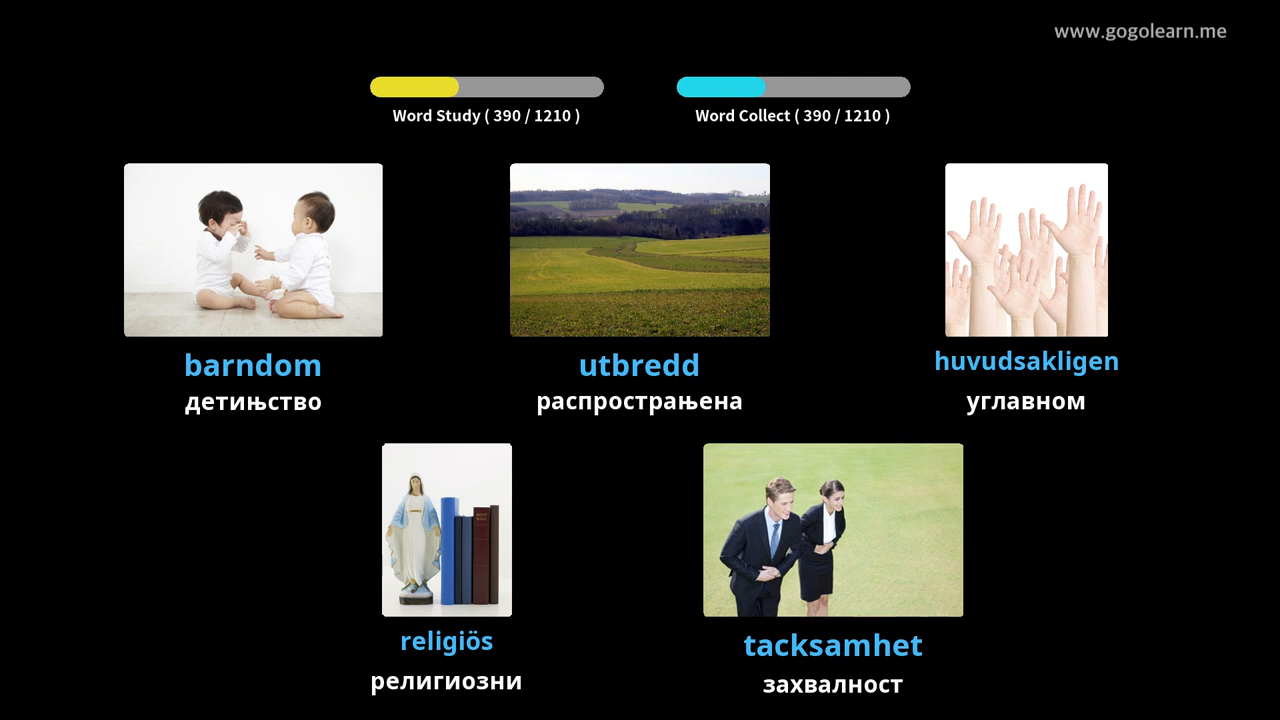 www.gogolearn.me
Word Study ( 390 / 1210 )
Word Collect ( 390 / 1210 )
barndom
utbredd
huvudsakligen
детињство
распрострањена
углавном
religiös
tacksamhet
религиозни
захвалност